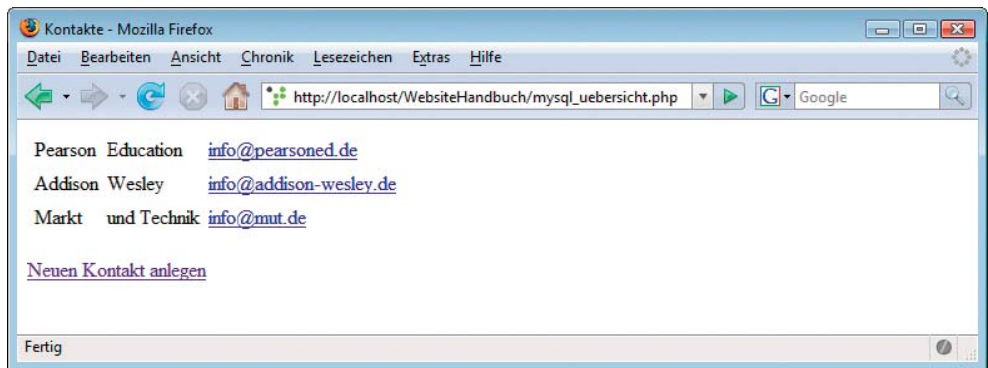 Kontakte - Mozilla Firefox
Datei Bearbeiten Ansicht Chronik Lesezeichen Extras Hilfe
http://localhost/WebsiteHandbuch/mysql_uebersicht.php G Google
Pearson Education info@pearsoned.de
Addison Wesley info@addison-wesley.de
Markt und Technik info@mut.de
Neuen Kontakt anlegen
Fertig